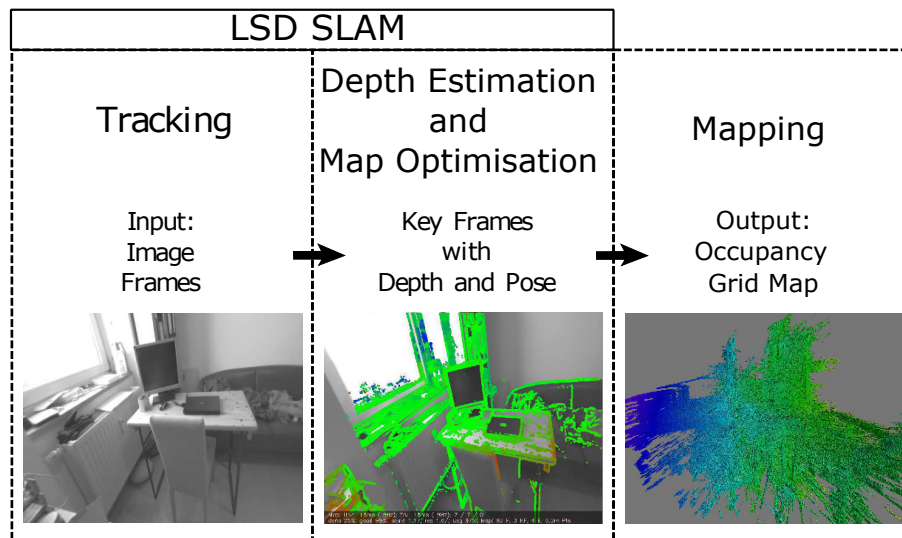 LSD SLAM
Tracking
Depth Estimation
and
Map Optimisation
Mapping
Input:
Image
Frames
Key Frames
with
Depth and Pose
Output:
Occupancy
Grid Map